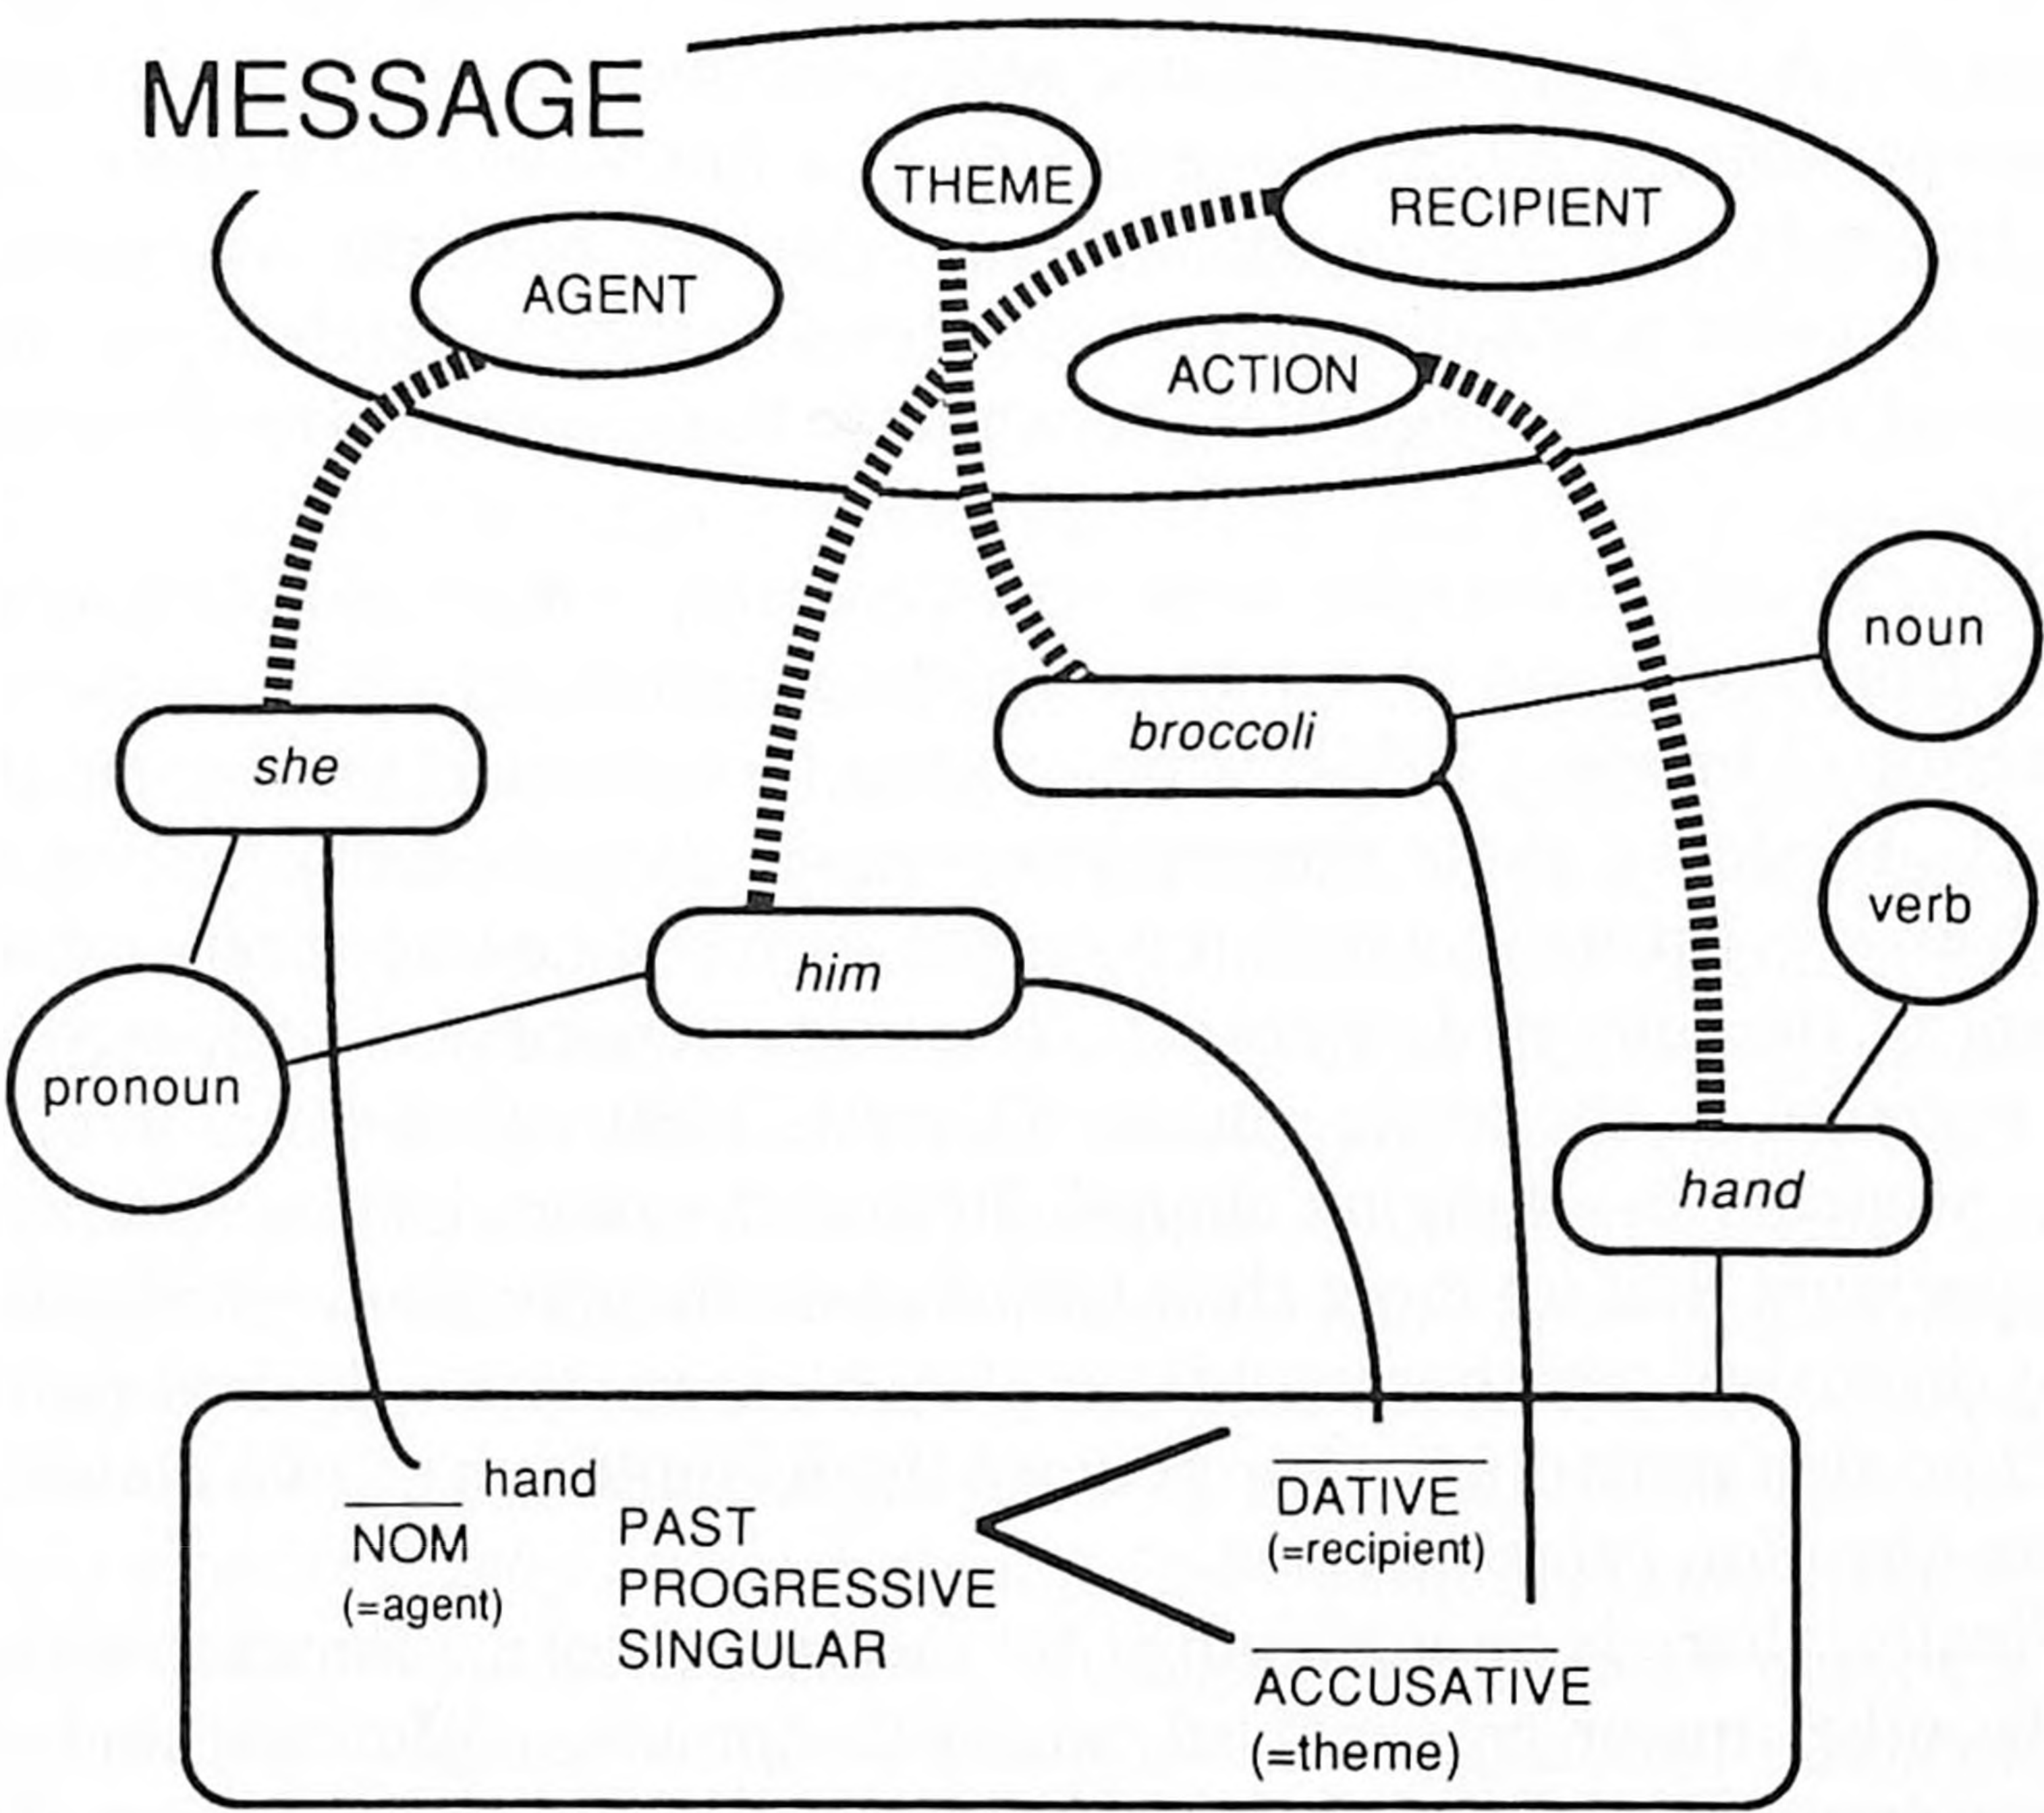 MESSAGE
THEME
RECIPIENT
AGENT
ACTION
noun
broccoli
she
verb
him
pronoun
hand
hand
NOM
(=agent)
PAST
PROGRESSIVE
SINGULAR
DATIVE
(=recipient)
ACCUSATIVE
(=theme)